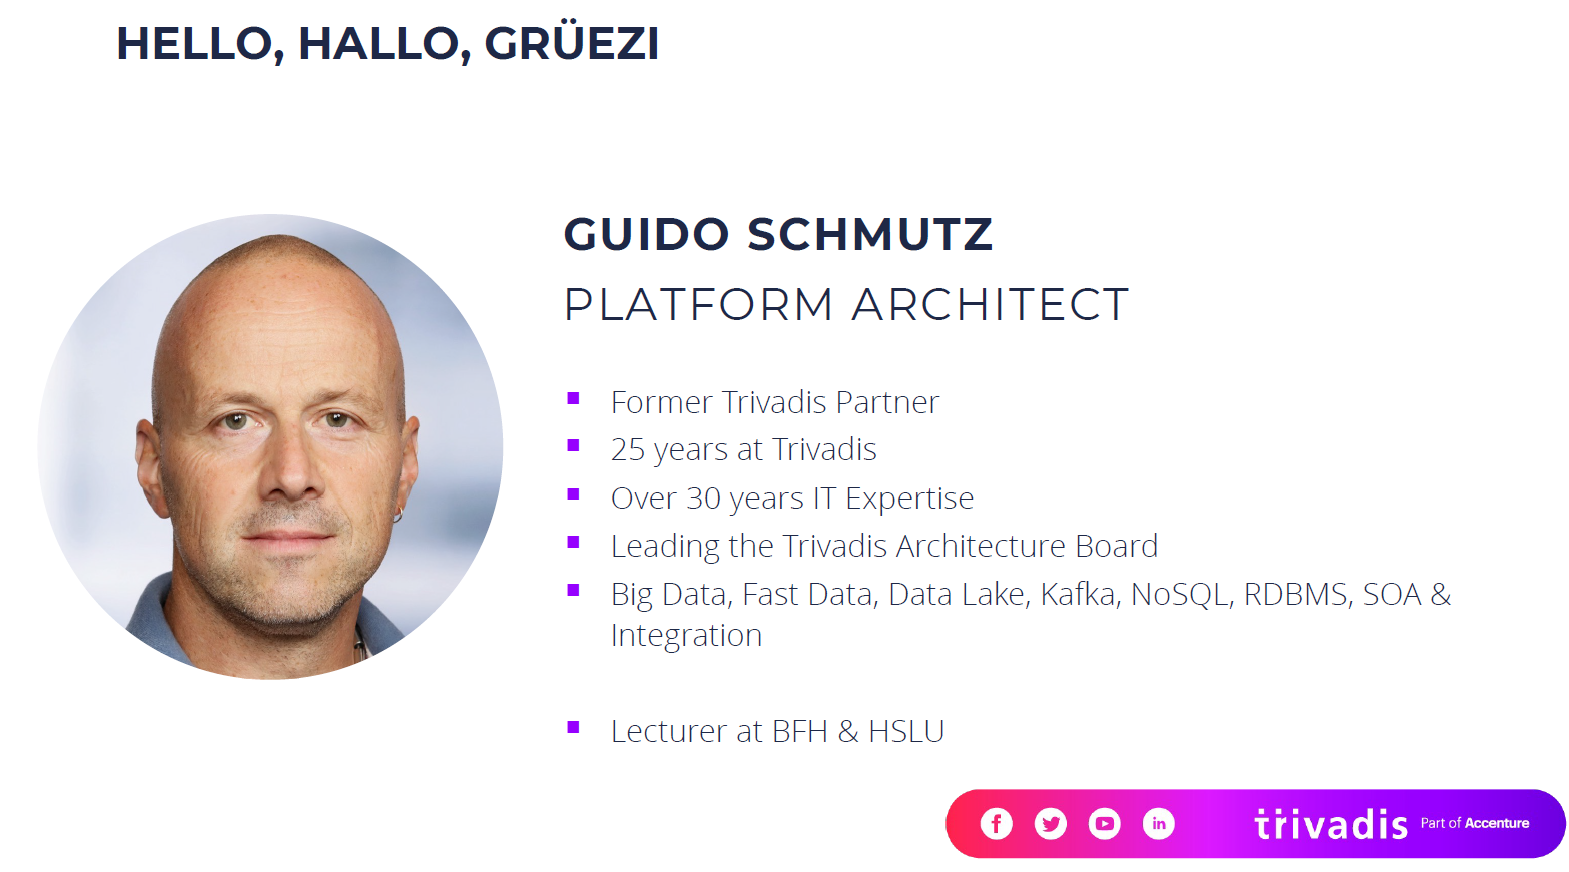 HELLO, HALLO, GRÜEZI
GUIDO SCHMUTZ
PLATFORM ARCHITECT
Former Trivadis Partner
25 years at Trivadis
Over 30 years IT Expertise
Leading the Trivadis Architecture Board
Big Data, Fast Data, Data Lake, Kafka, NoSQL, RDBMS, SOA &
Integration
Lecturer at BFH & HSLU
trivadis Part of Accenture